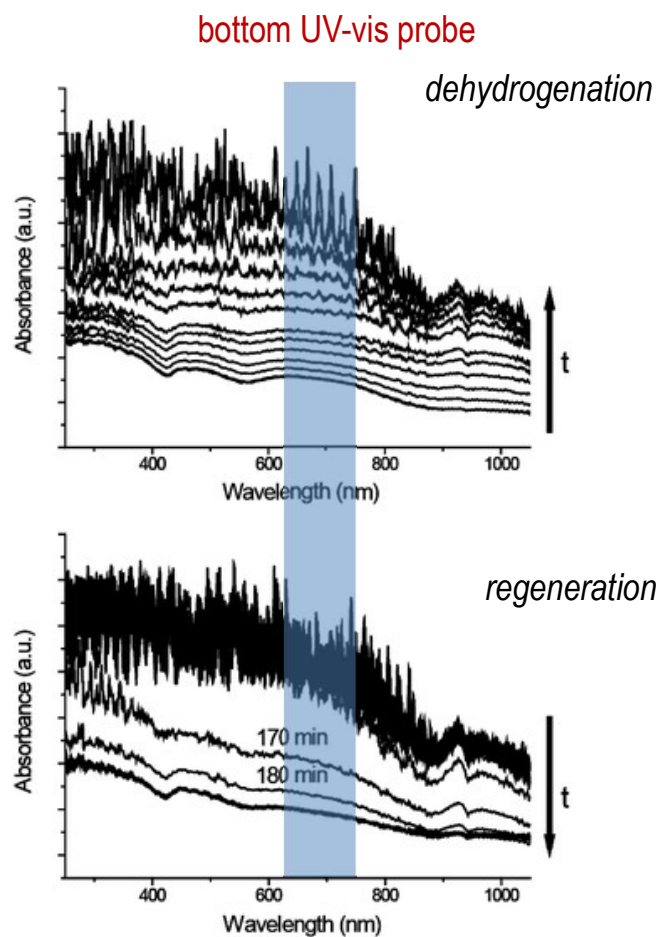 bottom UV-vis probe
dehydrogenation
Absorbance (a.u.)
t
400 600 800 1000
Wavelength (nm)
regeneration
Absorbance (a.u.)
170 min
180 min
t
400 600 800 1000
Wavelength (nm)